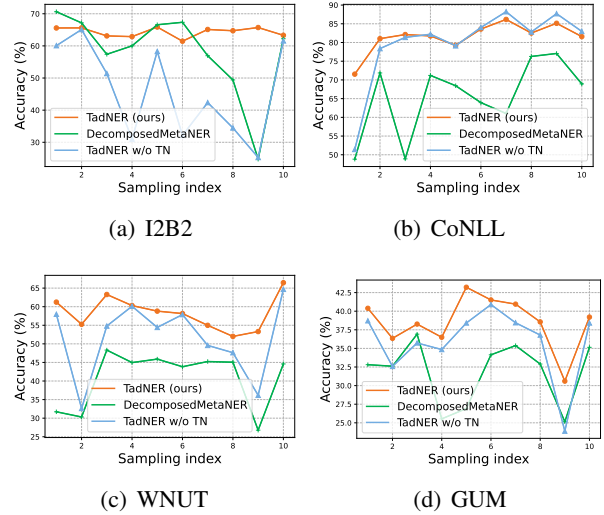 Accuracy (%)
70
60
50
40
30
TadNER (ours)
DecomposedMetaNER
TadNER w/o TN
2
4
6
8
10
Sampling index
(a) I2B2
Accuracy (%)
90
85
80
75
70
65
60
55
50
TadNER (ours)
DecomposedMetaNER
TadNER w/o TN
2
4
6
8
10
Sampling index
(b) CoNLL
Accuracy (%)
65
60
55
50
45
40
35
30
25
TadNER (ours)
DecomposedMetaNER
TadNER w/o TN
2
4
6
8
10
Sampling index
(c) WNUT
Accuracy (%)
42.5
40.0
37.5
35.0
32.5
30.0
27.5
25.0
TadNER (ours)
DecomposedMetaNER
TadNER w/o TN
2
4
6
8
10
Sampling index
(d) GUM